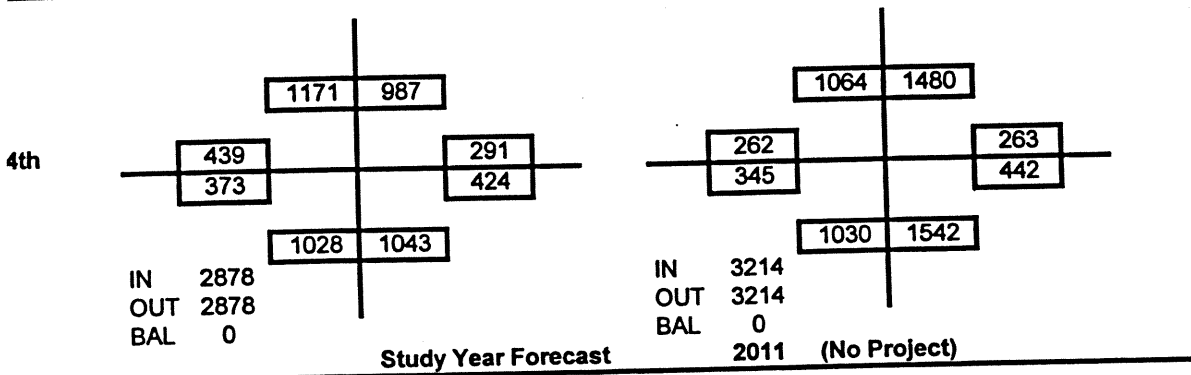 1171 987 1064 1480
4th 439 291 262 263
373 424 345 442
1028 1043 1030 1542
IN 2878 IN 3214
OUT 2878 OUT 3214
BAL 0 BAL 0
Study Year Forecast 2011 (No Project)